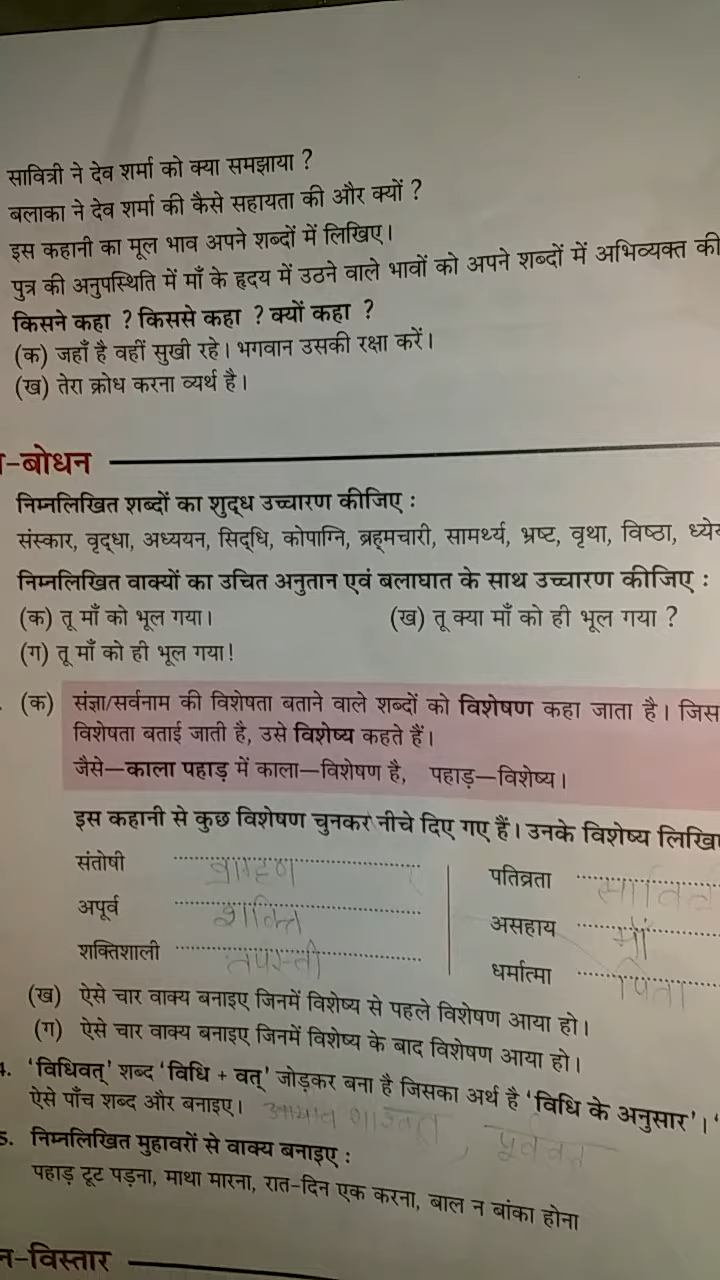 सावित्री ने देव शर्मा को क्या समझाया ?
बलाका ने देव शर्मा की कैसे सहायता की और क्यों ?
इस कहानी का मूल भाव अपने शब्दों में लिखिए।
पुत्र की अनुपस्थिति में माँ के हृदय में उठने वाले भावों को अपने शब्दों में अभिव्यक्त की
किसने कहा ? किससे कहा ? क्यों कहा ?
(क) जहाँ है वहीं सुखी रहे। भगवान उसकी रक्षा करें।
(ख) तेरा क्रोध करना व्यर्थ है।
-बोधन
निम्नलिखित शब्दों का शुद्ध उच्चारण कीजिए :
संस्कार, वृद्धा, अध्ययन, सिद्धि, कोपाग्नि, ब्रह्मचारी, सामर्थ्य, भ्रष्ट, वृथा, विष्ठा, ध्येय
निम्नलिखित वाक्यों का उचित अनुतान एवं बलाघात के साथ उच्चारण कीजिए :
(क) तू माँ को भूल गया। (ख) तू क्या माँ को ही भूल गया ?
(ग) तू माँ को ही भूल गया!
(क) संज्ञा/सर्वनाम की विशेषता बताने वाले शब्दों को विशेषण कहा जाता है। जिस
विशेषता बताई जाती है, उसे विशेष्य कहते हैं।
जैसे—काला पहाड़ में काला—विशेषण है, पहाड़—विशेष्य।
इस कहानी से कुछ विशेषण चुनकर नीचे दिए गए हैं। उनके विशेष्य लिखि
संतोषी ब्राह्मण पतिव्रता
अपूर्व शक्ति असहाय माँ
शक्तिशाली तपस्वी धर्मात्मा पिता
(ख) ऐसे चार वाक्य बनाइए जिनमें विशेष्य से पहले विशेषण आया हो।
(ग) ऐसे चार वाक्य बनाइए जिनमें विशेष्य के बाद विशेषण आया हो।
4. 'विधिवत्' शब्द 'विधि + वत्' जोड़कर बना है जिसका अर्थ है 'विधि के अनुसार'। '
ऐसे पाँच शब्द और बनाइए। , पूर्ववत
5. निम्नलिखित मुहावरों से वाक्य बनाइए :
पहाड़ टूट पड़ना, माथा मारना, रात-दिन एक करना, बाल न बांका होना
-विस्तार